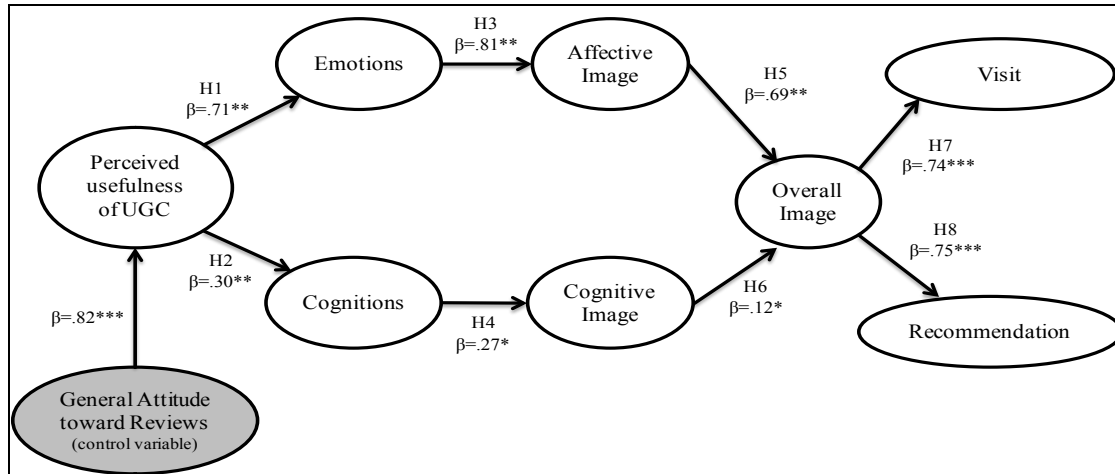 H3
β=.81**
Emotions
Affective
Image
H1
β=.71**
H5
β=.69**
Visit
Perceived
usefulness
of UGC
H7
β=.74***
Overall
Image
H2
β=.30**
H8
β=.75***
Cognitions
Cognitive
Image
H6
β=.12*
H4
β=.27*
β=.82***
Recommendation
General Attitude
toward Reviews
(control variable)